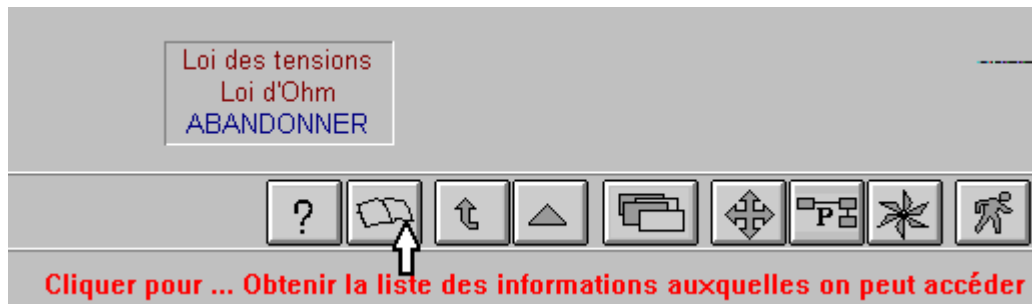 Loi des tensions
Loi d'Ohm
ABANDONNER
?
P
Cliquer pour ... Obtenir la liste des informations auxquelles on peut accéder